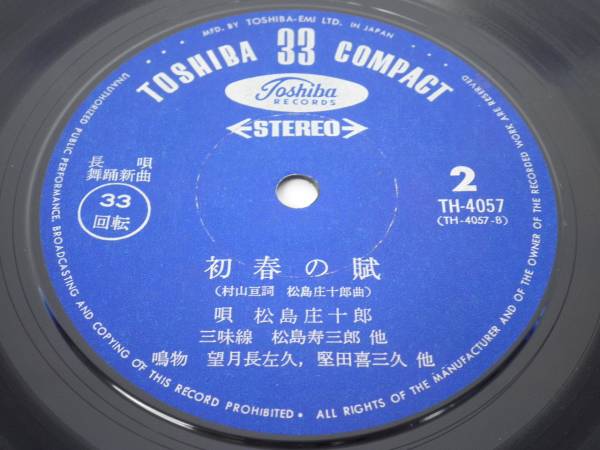 MFD. BY TOSHIBA-EMI LTD. IN JAPAN
TOSHIBA 33 COMPACT
Toshiba
RECORDS
STEREO
長唄
舞踊新曲
33
回転
2
TH-4057
(TH-4057-B)
初春の賦
(村山亘詞 松島庄十郎曲)
唄 松島庄十郎
三味線 松島寿三郎 他
鳴物 望月長左久, 堅田喜三久 他
UNAUTHORIZED PUBLIC PERFORMANCE, BROADCASTING AND COPYING OF THIS RECORD PROHIBITED • ALL RIGHTS OF THE MANUFACTURER AND OF THE OWNER OF THE RECORDED WORK ARE RESERVED